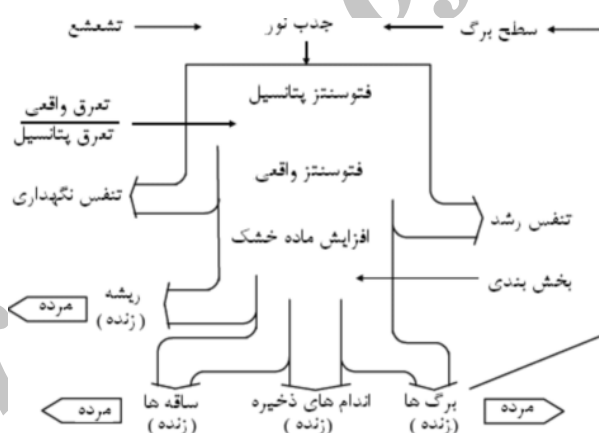 تشعشع
جذب نور
سطح برگ
فتوسنتز پتانسیل
تعرق واقعی
تعرق پتانسیل
فتوسنتز واقعی
تنفس نگهداری
تنفس رشد
افزایش ماده خشک
بخش بندی
ریشه
(زنده)
مرده
برگ ها
(زنده)
اندام های ذخیره
(زنده)
ساقه ها
(زنده)
مرده
مرده